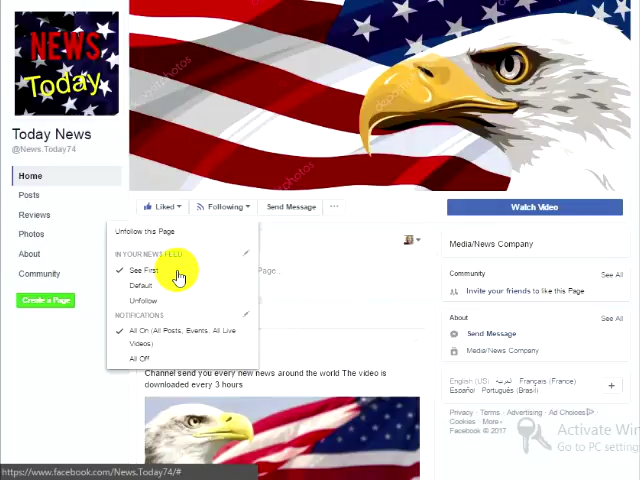 NEWS
Today
depositphotos
depositphotos
depositphotos
Today News
@News.Today74
Home
Posts
Reviews
Photos
About
Community
Create a Page
Liked
Following
Send Message
...
Watch Video
Unfollow this Page
IN YOUR NEWS FEED
See First
Default
Unfollow
NOTIFICATIONS
All On (All Posts, Events, All Live
Videos)
All Off
Page..
Channel send you every new news around the world The video is
downloaded every 3 hours
Media/News Company
Community
See All
Invite your friends to like this Page
About
See All
Send Message
Media/News Company
English (US) · العربية · Français (France)
Español · Português (Brasil)
Privacy · Terms · Advertising · Ad Choices
Cookies · More
Facebook © 2017
Activate Win
Go to PC setting
https://www.facebook.com/News.Today74/#